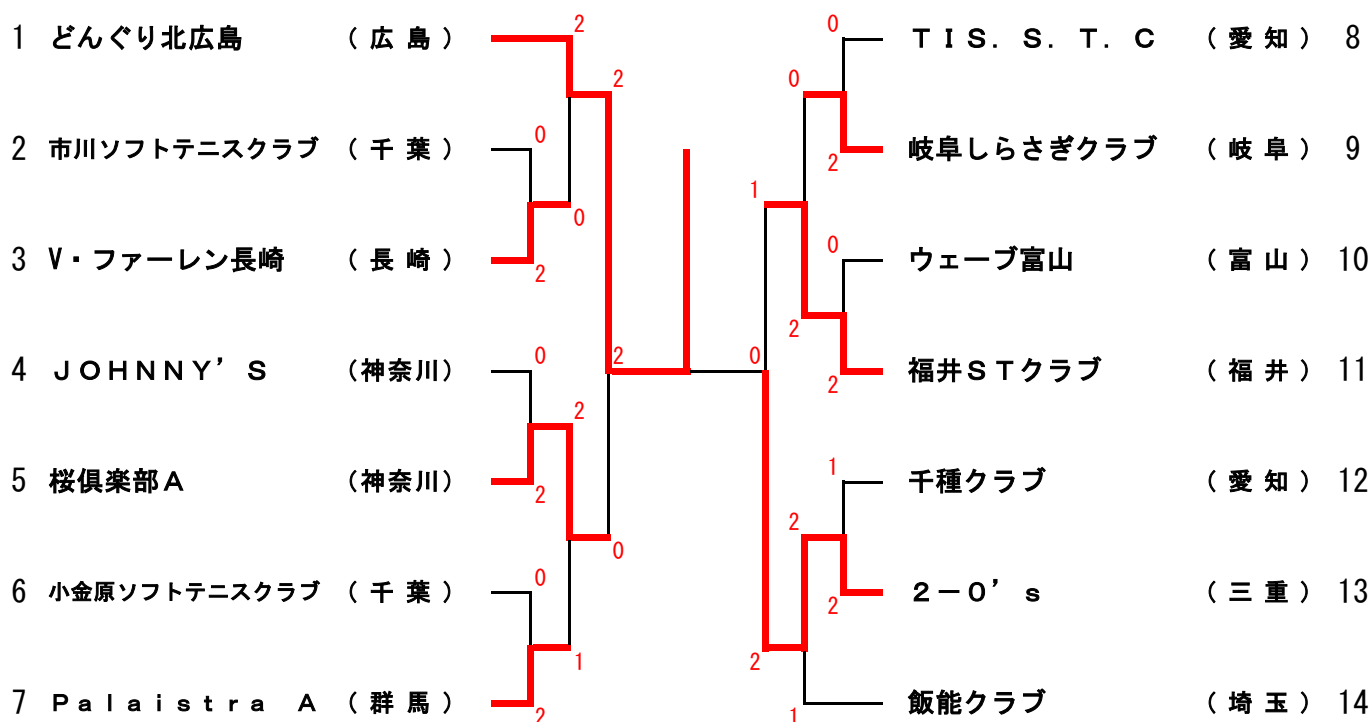 1 どんぐり北広島 （広 島） 2 0 ＴＩＳ．Ｓ．Ｔ．Ｃ （愛 知） 8
2 0
2 市川ソフトテニスクラブ （千 葉） 0 2 岐阜しらさぎクラブ （岐 阜） 9
1
0
3 Ｖ・ファーレン長崎 （長 崎） 2 0 ウェーブ富山 （富 山） 10
2
4 ＪＯＨＮＮＹ’Ｓ （神奈川） 0 2 0 2 福井ＳＴクラブ （福 井） 11
2
5 桜倶楽部Ａ （神奈川） 2 1 千種クラブ （愛 知） 12
2
0
6 小金原ソフトテニスクラブ （千 葉） 0 2 ２－０’ｓ （三 重） 13
1 2
7 Ｐａｌａｉｓｔｒａ　Ａ （群 馬） 2 1 飯能クラブ （埼 玉） 14